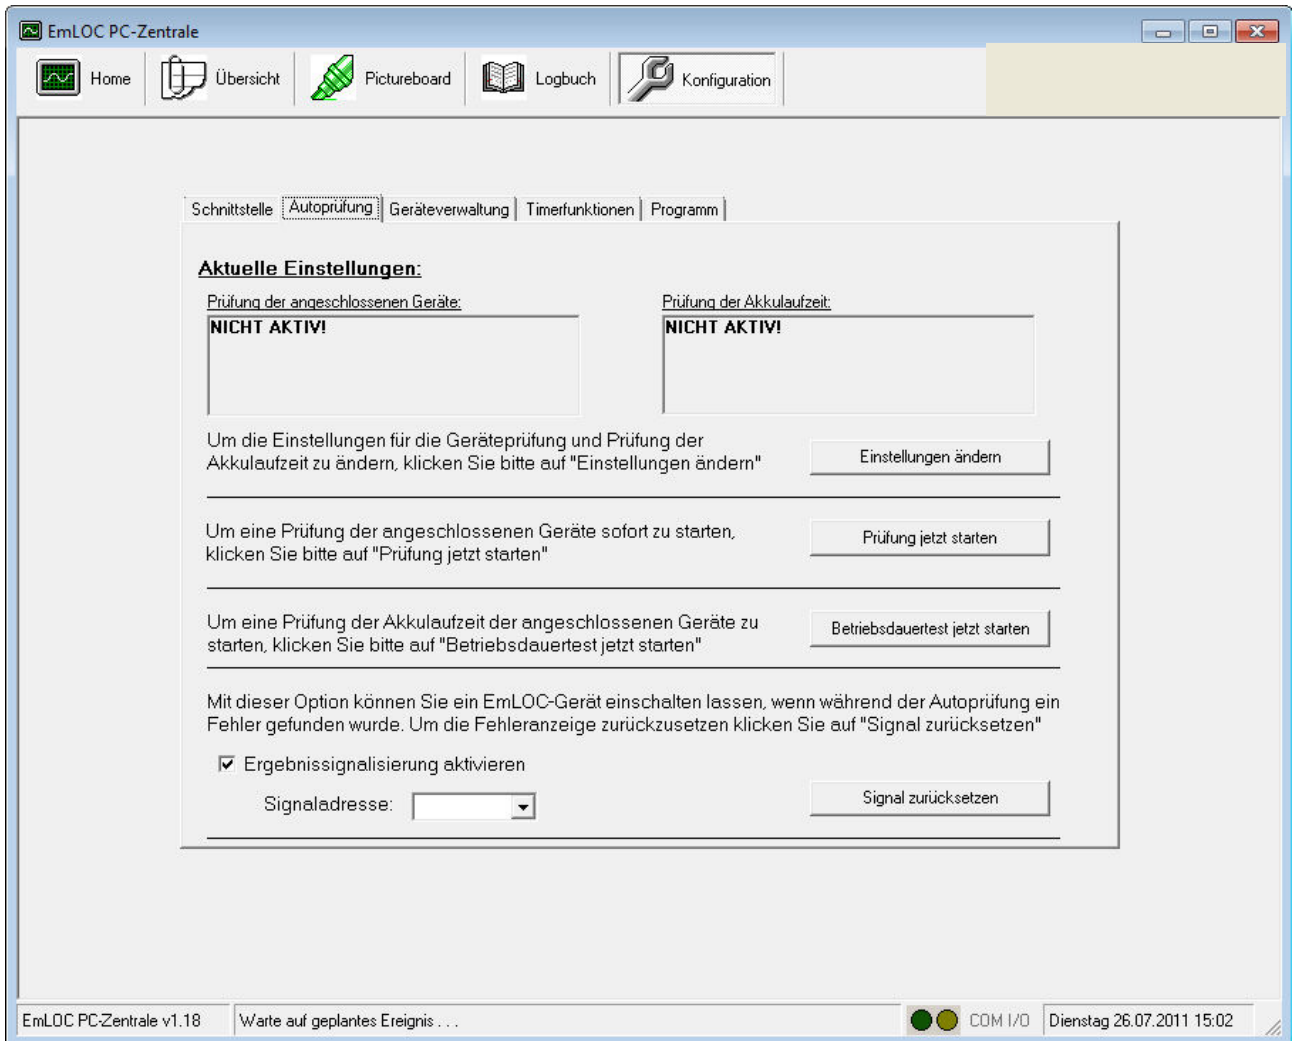 EmLOC PC-Zentrale
Home Übersicht Pictureboard Logbuch Konfiguration
Schnittstelle Autoprüfung Geräteverwaltung Timerfunktionen Programm
Aktuelle Einstellungen:
Prüfung der angeschlossenen Geräte: Prüfung der Akkulaufzeit:
NICHT AKTIV! NICHT AKTIV!
Um die Einstellungen für die Geräteprüfung und Prüfung der
Akkulaufzeit zu ändern, klicken Sie bitte auf "Einstellungen ändern"
Einstellungen ändern
Um eine Prüfung der angeschlossenen Geräte sofort zu starten,
klicken Sie bitte auf "Prüfung jetzt starten"
Prüfung jetzt starten
Um eine Prüfung der Akkulaufzeit der angeschlossenen Geräte zu
starten, klicken Sie bitte auf "Betriebsdauertest jetzt starten"
Betriebsdauertest jetzt starten
Mit dieser Option können Sie ein EmLOC-Gerät einschalten lassen, wenn während der Autoprüfung ein
Fehler gefunden wurde. Um die Fehleranzeige zurückzusetzen klicken Sie auf "Signal zurücksetzen"
Ergebnissignalisierung aktivieren
Signaladresse:
Signal zurücksetzen
EmLOC PC-Zentrale v1.18 Warte auf geplantes Ereignis . . . COM I/O Dienstag 26.07.2011 15:02